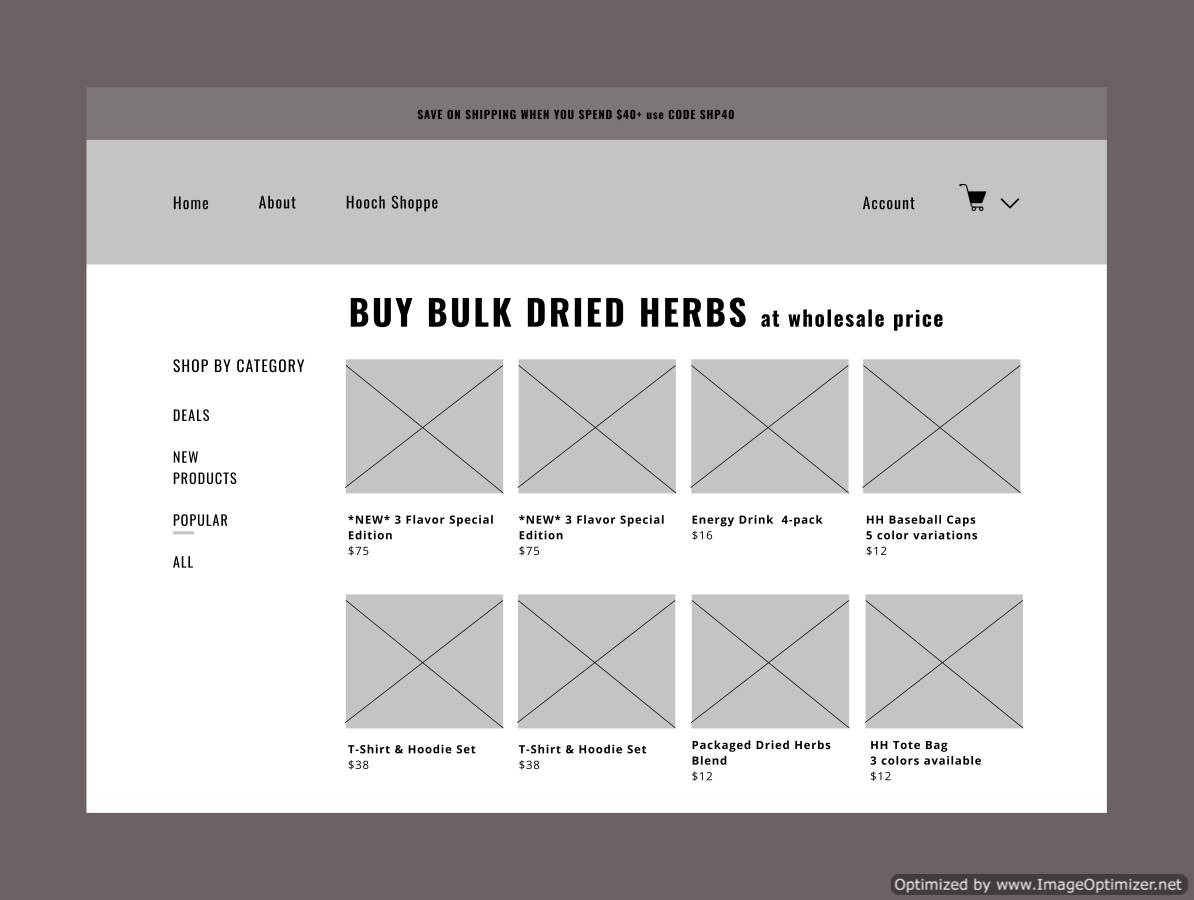 SAVE ON SHIPPING WHEN YOU SPEND $40+ use CODE SHP40
Home
About
Hooch Shoppe
Account
BUY BULK DRIED HERBS at wholesale price
SHOP BY CATEGORY
DEALS
NEW
PRODUCTS
POPULAR
ALL
*NEW* 3 Flavor Special
Edition
$75
*NEW* 3 Flavor Special
Edition
$75
Energy Drink 4-pack
$16
HH Baseball Caps
5 color variations
$12
T-Shirt & Hoodie Set
$38
T-Shirt & Hoodie Set
$38
Packaged Dried Herbs
Blend
$12
HH Tote Bag
3 colors available
$12
Optimized by www.ImageOptimizer.net